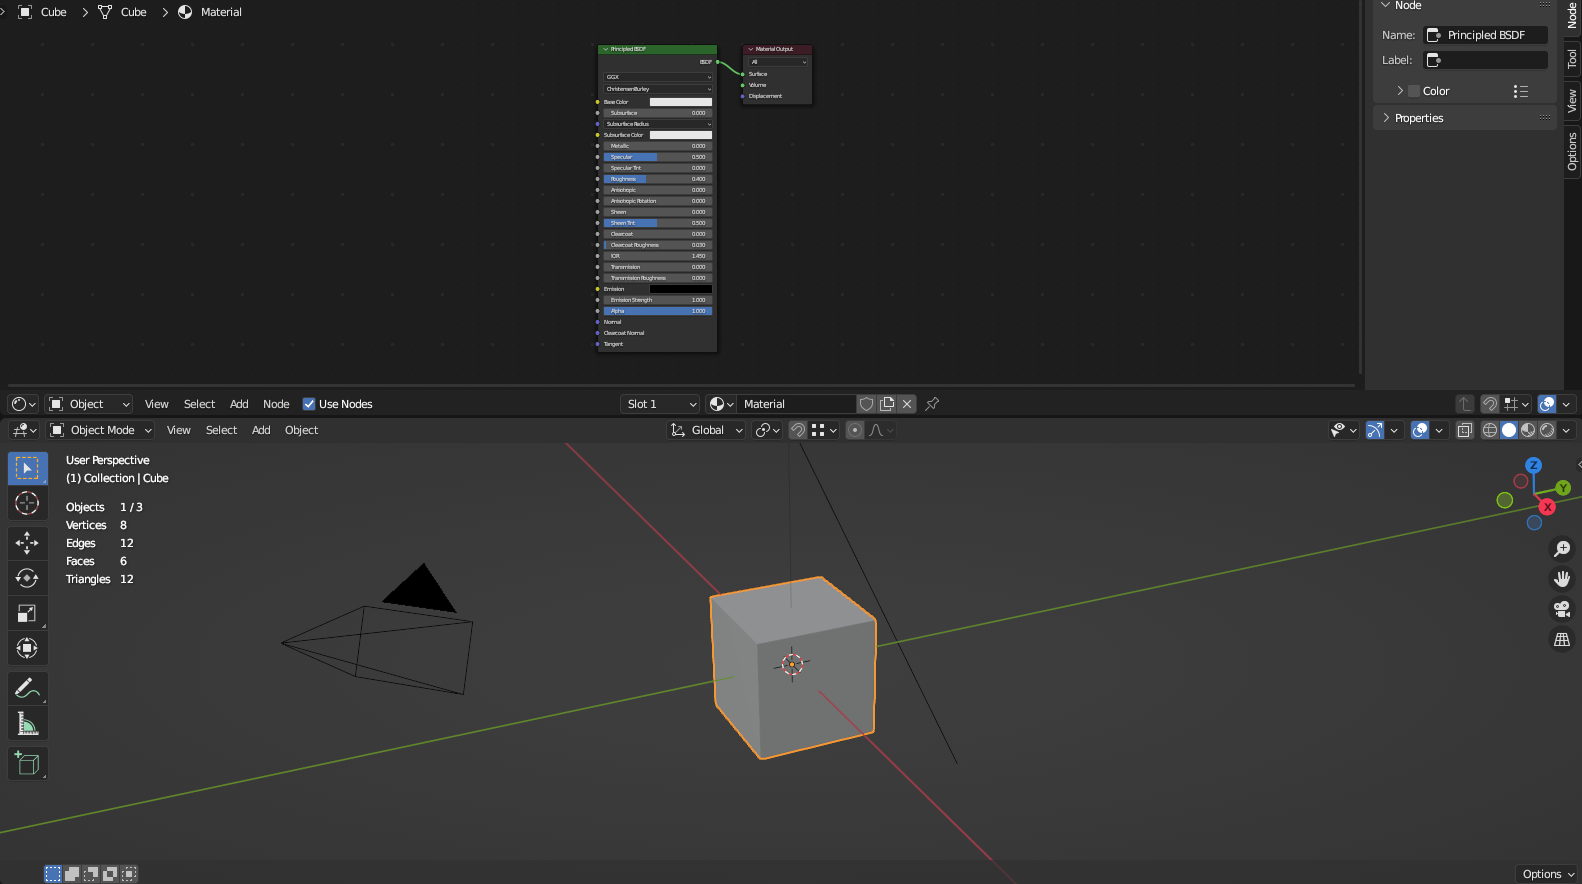 Cube > Cube > Material
Node
Name: Principled BSDF
Label:
Color
Properties
Node
Tool
View
Options
Principled BSDF
BSDF
GGX
Christensen-Burley
Base Color
Subsurface 0.000
Subsurface Radius
Subsurface Color
Metallic 0.000
Specular 0.500
Specular Tint 0.000
Roughness 0.400
Anisotropic 0.000
Anisotropic Rotation 0.000
Sheen 0.000
Sheen Tint 0.500
Clearcoat 0.000
Clearcoat Roughness 0.030
IOR 1.450
Transmission 0.000
Transmission Roughness 0.000
Emission
Emission Strength 1.000
Alpha 1.000
Normal
Clearcoat Normal
Tangent
Material Output
All
Surface
Volume
Displacement
Object View Select Add Node Use Nodes Slot 1 Material
Object Mode View Select Add Object Global
User Perspective
(1) Collection | Cube
Objects 1 / 3
Vertices 8
Edges 12
Faces 6
Triangles 12
Z
Y
X
Options